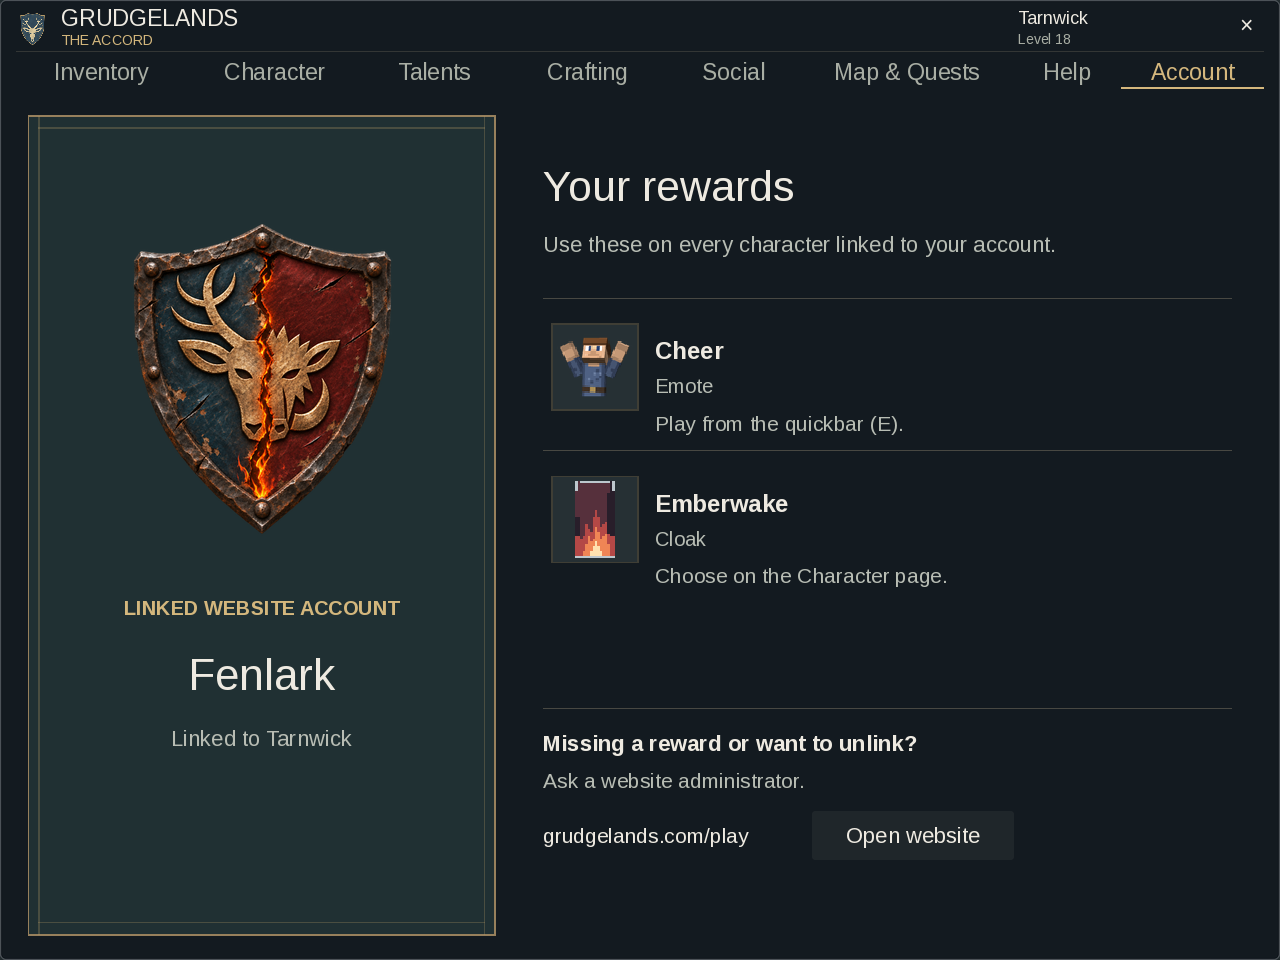 GRUDGELANDS
THE ACCORD
Tarnwick
Level 18
×
Inventory
Character
Talents
Crafting
Social
Map & Quests
Help
Account
LINKED WEBSITE ACCOUNT
Fenlark
Linked to Tarnwick
Your rewards
Use these on every character linked to your account.
Cheer
Emote
Play from the quickbar (E).
Emberwake
Cloak
Choose on the Character page.
Missing a reward or want to unlink?
Ask a website administrator.
grudgelands.com/play
Open website